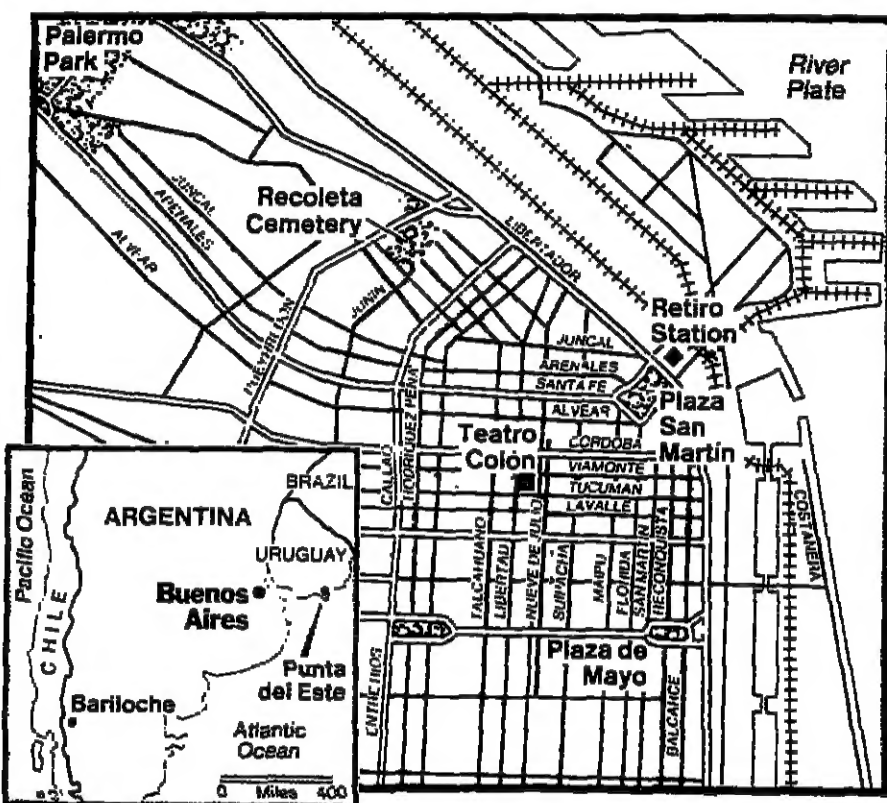 Palermo
Park
River
Plate
JUNCAL
ARENALES
ALVEAR
Recoleta
Cemetery
LIBERTADOR
JUNIN
PUEYRREDON
Retiro
Station
JUNCAL
ARENALES
SANTA FE
ALVEAR
Plaza
San
Martín
CALLAO
RODRIQUEZ PEÑA
Teatro
Colón
CORDOBA
VIAMONTE
TUCUMAN
LAVALLE
COSTANERA
TALCAHUANO
LIBERTAD
NUEVE DE JULIO
SUIPACHA
MAIPU
FLORIDA
SAN MARTIN
RECONQUISTA
Plaza de
Mayo
ENTRE RIOS
BALCARCE
Pacific Ocean
CHILE
ARGENTINA
BRAZIL
URUGUAY
Buenos
Aires
Punta
del Este
Bariloche
Atlantic
Ocean
0 Miles 400